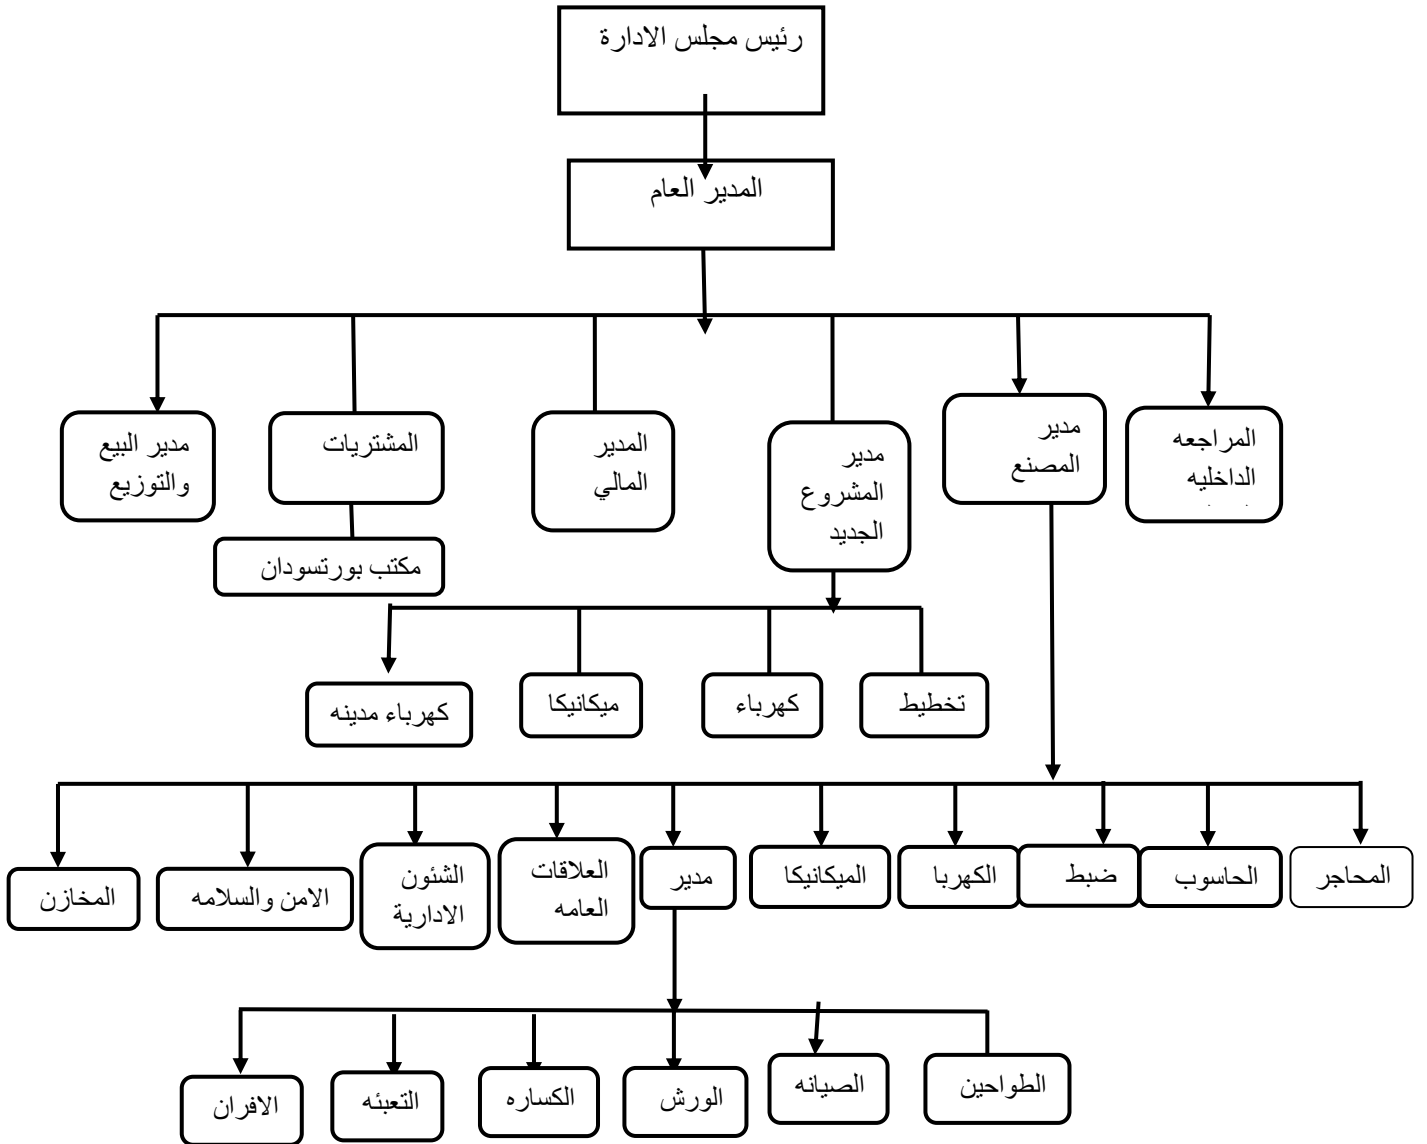 رئيس مجلس الادارة
المدير العام
المراجعه
الداخليه
مدير
المصنع
مدير
المشروع
الجديد
المدير
المالي
المشتريات
مدير البيع
والتوزيع
مكتب بورتسودان
تخطيط
كهرباء
ميكانيكا
كهرباء مدينه
المحاجر
الحاسوب
ضبط
الكهربا
الميكانيكا
مدير
العلاقات
العامه
الشئون
الادارية
الامن والسلامه
المخازن
الطواحين
الصيانه
الورش
الكساره
التعبئه
الافران